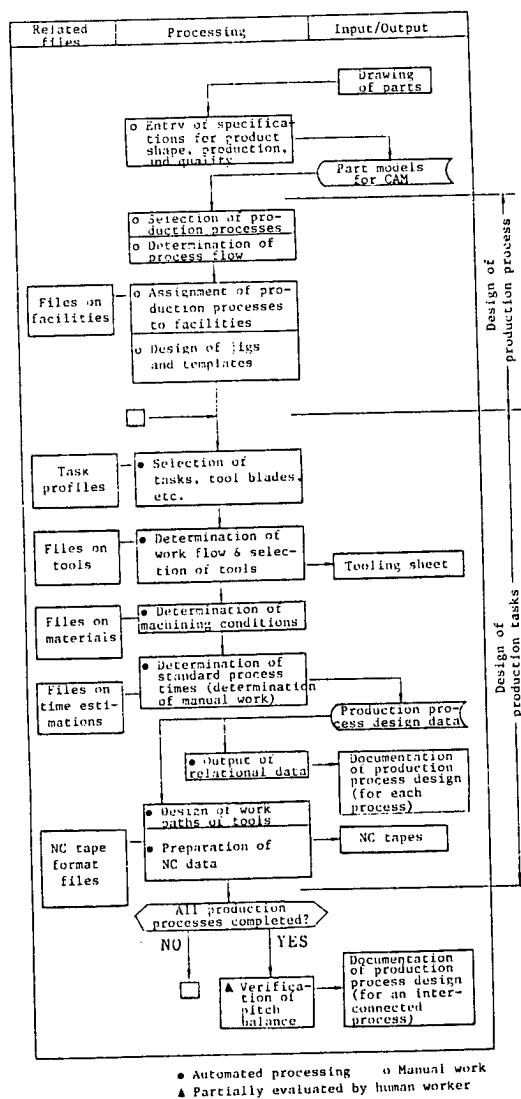 Related files
Processing
Input/Output
Drawing
of parts
o Entry of specifica-
tions for product
shape, production,
and quality
Part models
for CAM
o Selection of pro-
duction processes
o Determination of
process flow
Files on
facilities
o Assignment of pro-
duction processes
to facilities
o Design of jigs
and templates
Design of
production process
Task
profiles
● Selection of
tasks, tool blades,
etc.
Files on
tools
● Determination of
work flow & selec-
tion of tools
Tooling sheet
Files on
materials
● Determination of
machining conditions
Files on
time esti-
mations
● Determination of
standard process
times (determination
of manual work)
Production pro-
cess design data
Design of
production tasks
● Output of
relational data
Documentation
of production
process design
(for each
process)
● Design of work
paths of tools
● Preparation of
NC data
NC tapes
NC tape
format
files
All production
processes completed?
NO
YES
▲ Verific-
ation of
pitch
balance
Documentation
of production
process design
(for an inter-
connected
process)
● Automated processing o Manual work
▲ Partially evaluated by human worker